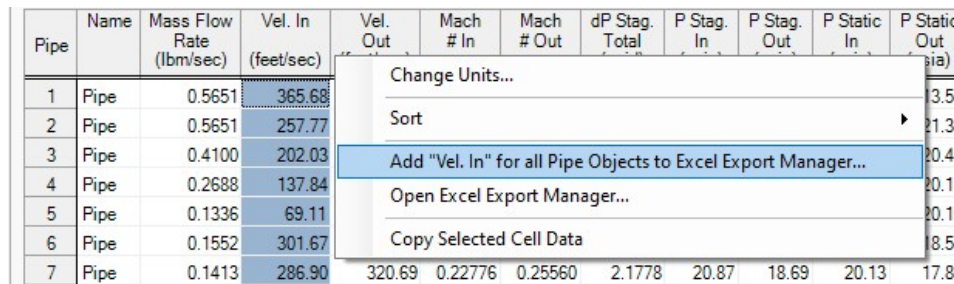 Pipe Name Mass Flow Rate (lbm/sec) Vel. In (feet/sec) Vel. Out Mach # In Mach # Out dP Stag. Total P Stag. In P Stag. Out P Static In P Static Out
1 Pipe 0.5651 365.68
2 Pipe 0.5651 257.77
3 Pipe 0.4100 202.03
4 Pipe 0.2688 137.84
5 Pipe 0.1336 69.11
6 Pipe 0.1552 301.67
7 Pipe 0.1413 286.90 320.69 0.22776 0.25560 2.1778 20.87 18.69 20.13 17.8
Change Units...
Sort
Add "Vel. In" for all Pipe Objects to Excel Export Manager...
Open Excel Export Manager...
Copy Selected Cell Data